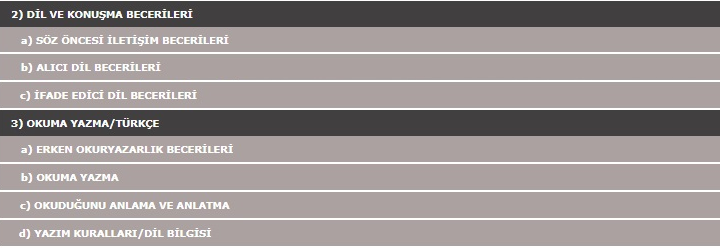 2) DİL VE KONUŞMA BECERİLERİ
a) SÖZ ÖNCESİ İLETİŞİM BECERİLERİ
b) ALICI DİL BECERİLERİ
c) İFADE EDİCİ DİL BECERİLERİ
3) OKUMA YAZMA/TÜRKÇE
a) ERKEN OKURYAZARLIK BECERİLERİ
b) OKUMA YAZMA
c) OKUDUĞUNU ANLAMA VE ANLATMA
d) YAZIM KURALLARI/DİL BİLGİSİ